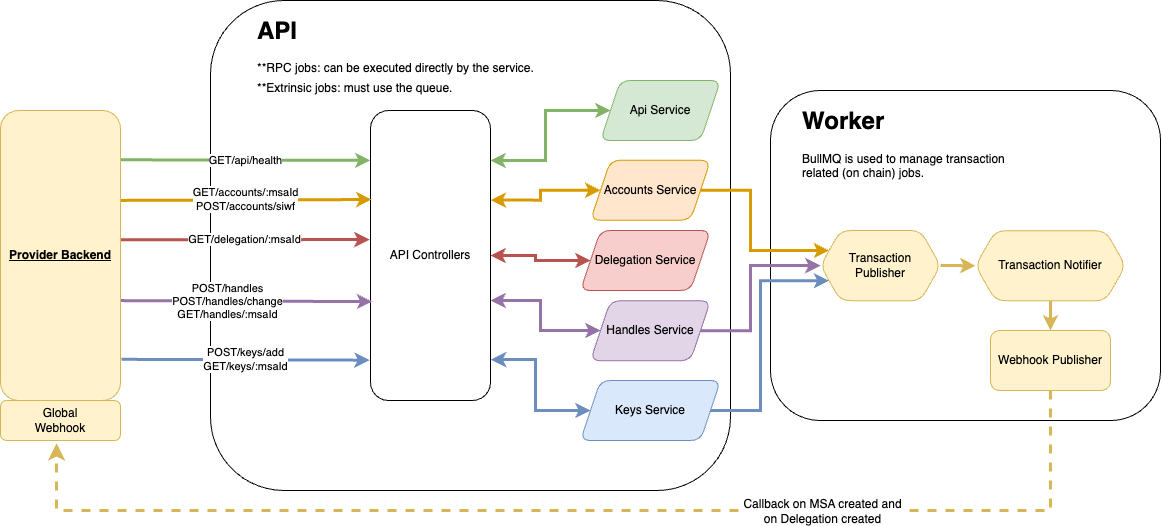 API
**RPC jobs: can be executed directly by the service.
**Extrinsic jobs: must use the queue.
Provider Backend
Global
Webhook
GET/api/health
GET/accounts/:msaId
POST/accounts/siwf
GET/delegation/:msaId
POST/handles
POST/handles/change
GET/handles/:msaId
POST/keys/add
GET/keys/:msaId
API Controllers
Api Service
Accounts Service
Delegation Service
Handles Service
Keys Service
Worker
BullMQ is used to manage transaction
related (on chain) jobs.
Transaction
Publisher
Transaction Notifier
Webhook Publisher
Callback on MSA created and
on Delegation created